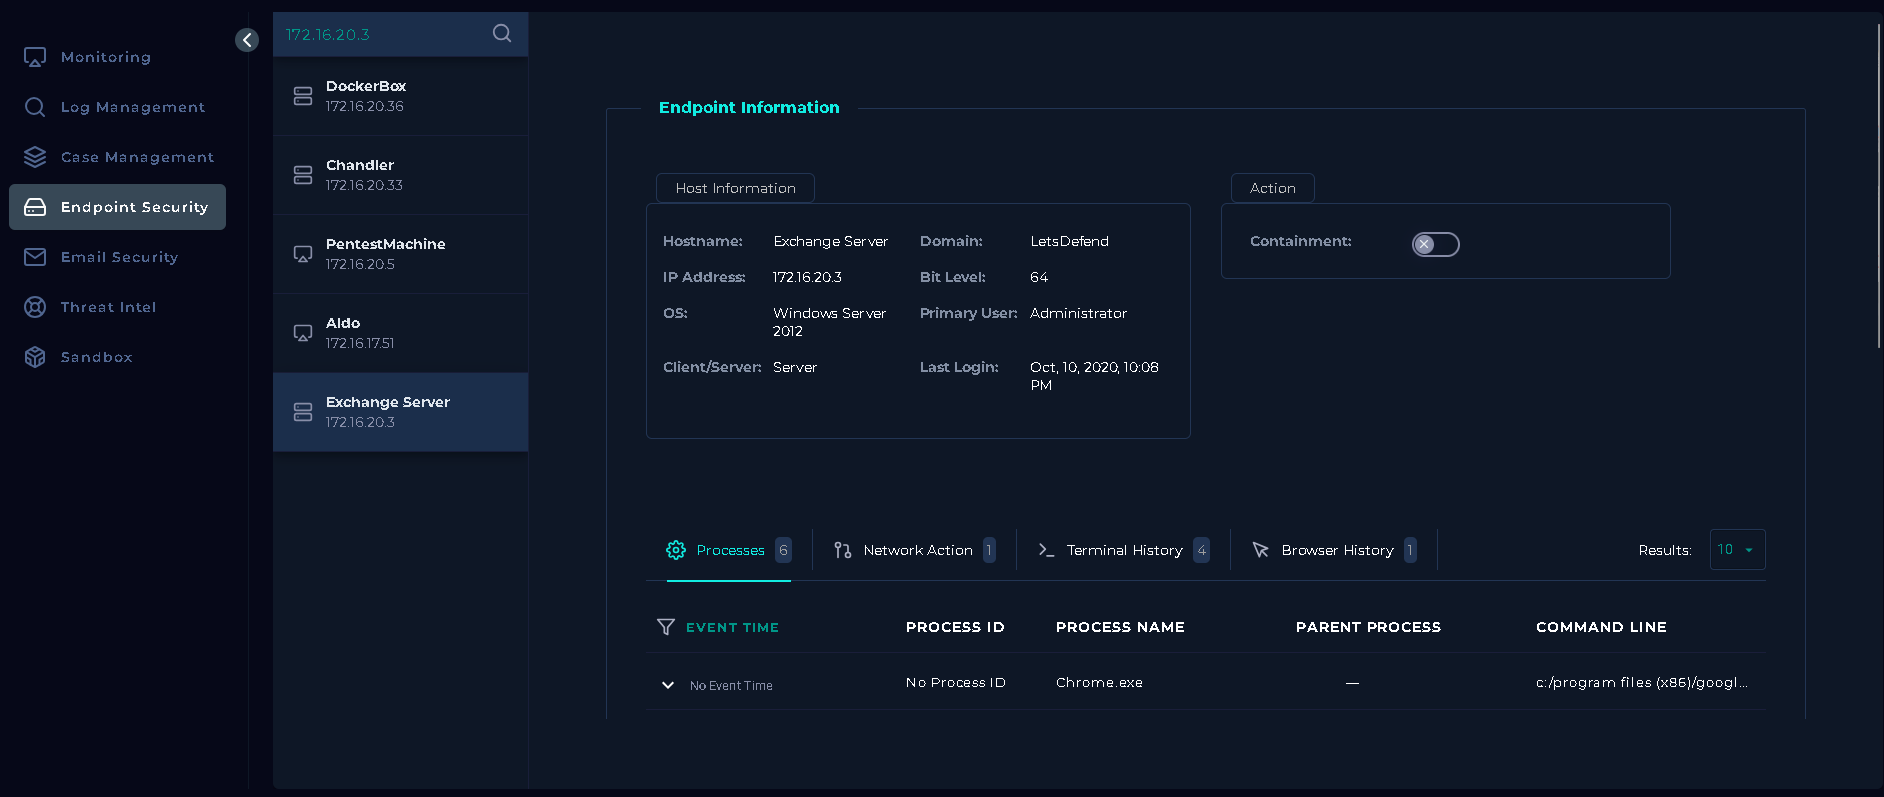 Monitoring
Log Management
Case Management
Endpoint Security
Email Security
Threat Intel
Sandbox
172.16.20.3
DockerBox
172.16.20.36
Chandler
172.16.20.33
PentestMachine
172.16.20.5
Aldo
172.16.17.51
Exchange Server
172.16.20.3
Endpoint Information
Host Information
Hostname: Exchange Server Domain: LetsDefend
IP Address: 172.16.20.3 Bit Level: 64
OS: Windows Server 2012 Primary User: Administrator
Client/Server: Server Last Login: Oct, 10, 2020, 10:08 PM
Action
Containment:
Processes 6 Network Action 1 Terminal History 4 Browser History 1 Results: 10
EVENT TIME PROCESS ID PROCESS NAME PARENT PROCESS COMMAND LINE
No Event Time No Process ID Chrome.exe — c:/program files (x86)/googl...